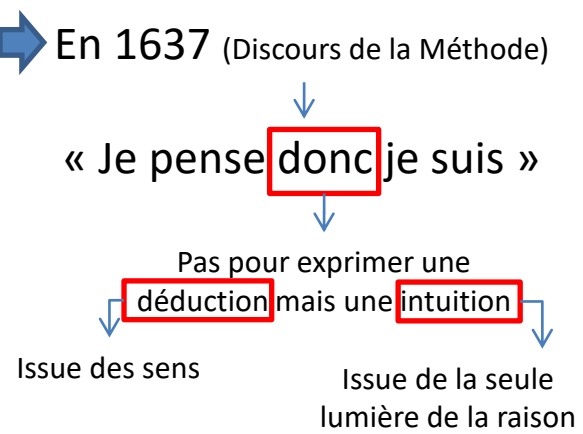 En 1637 (Discours de la Méthode)
« Je pense donc je suis »
Pas pour exprimer une
déduction mais une intuition
Issue des sens
Issue de la seule
lumière de la raison